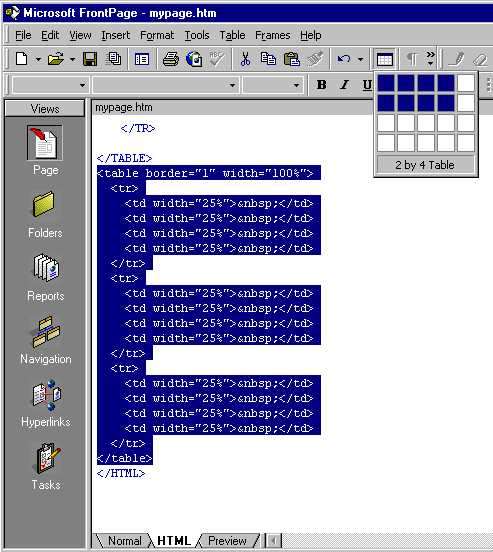 Microsoft FrontPage - mypage.htm
File Edit View Insert Format Tools Table Frames Help
B I U
2 by 4 Table
Views
Page
Folders
Reports
Navigation
Hyperlinks
Tasks
mypage.htm
</TR>
</TABLE>
<table border="1" width="100%">
<tr>
<td width="25%">&nbsp;</td>
<td width="25%">&nbsp;</td>
<td width="25%">&nbsp;</td>
<td width="25%">&nbsp;</td>
</tr>
<tr>
<td width="25%">&nbsp;</td>
<td width="25%">&nbsp;</td>
<td width="25%">&nbsp;</td>
<td width="25%">&nbsp;</td>
</tr>
<tr>
<td width="25%">&nbsp;</td>
<td width="25%">&nbsp;</td>
<td width="25%">&nbsp;</td>
<td width="25%">&nbsp;</td>
</tr>
</table>
</HTML>
Normal HTML Preview